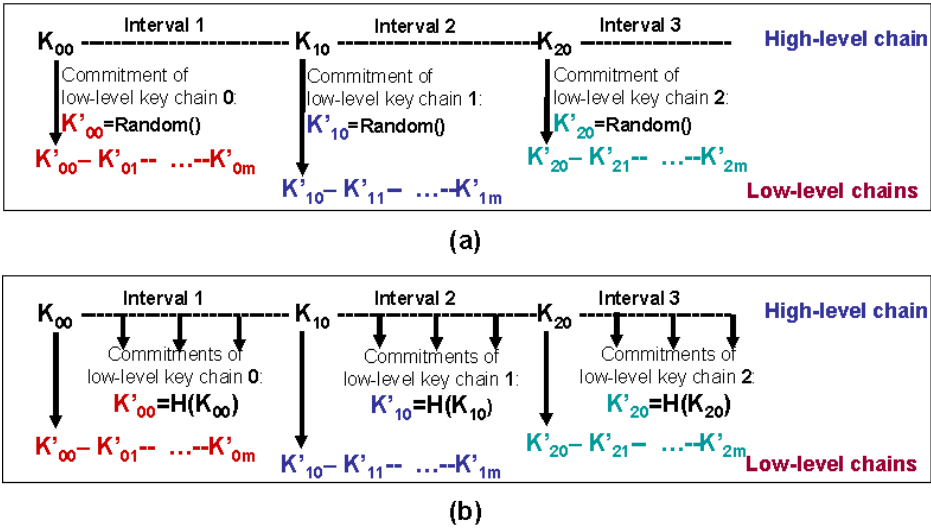 Interval 1 Interval 2 Interval 3
K00 K10 K20 High-level chain
Commitment of low-level key chain 0:
K’00=Random()
Commitment of low-level key chain 1:
K’10=Random()
Commitment of low-level key chain 2:
K’20=Random()
K’00– K’01-- ...--K’0m
K’10– K’11– ...--K’1m
K’20– K’21-- ...--K’2m
Low-level chains
(a)
Interval 1 Interval 2 Interval 3
K00 K10 K20 High-level chain
Commitments of
low-level key chain 0:
K’00=H(K00)
Commitments of
low-level key chain 1:
K’10=H(K10)
Commitments of
low-level key chain 2:
K’20=H(K20)
K’00– K’01-- ...--K’0m
K’10– K’11-- ...--K’1m
K’20– K’21– ...--K’2m
Low-level chains
(b)